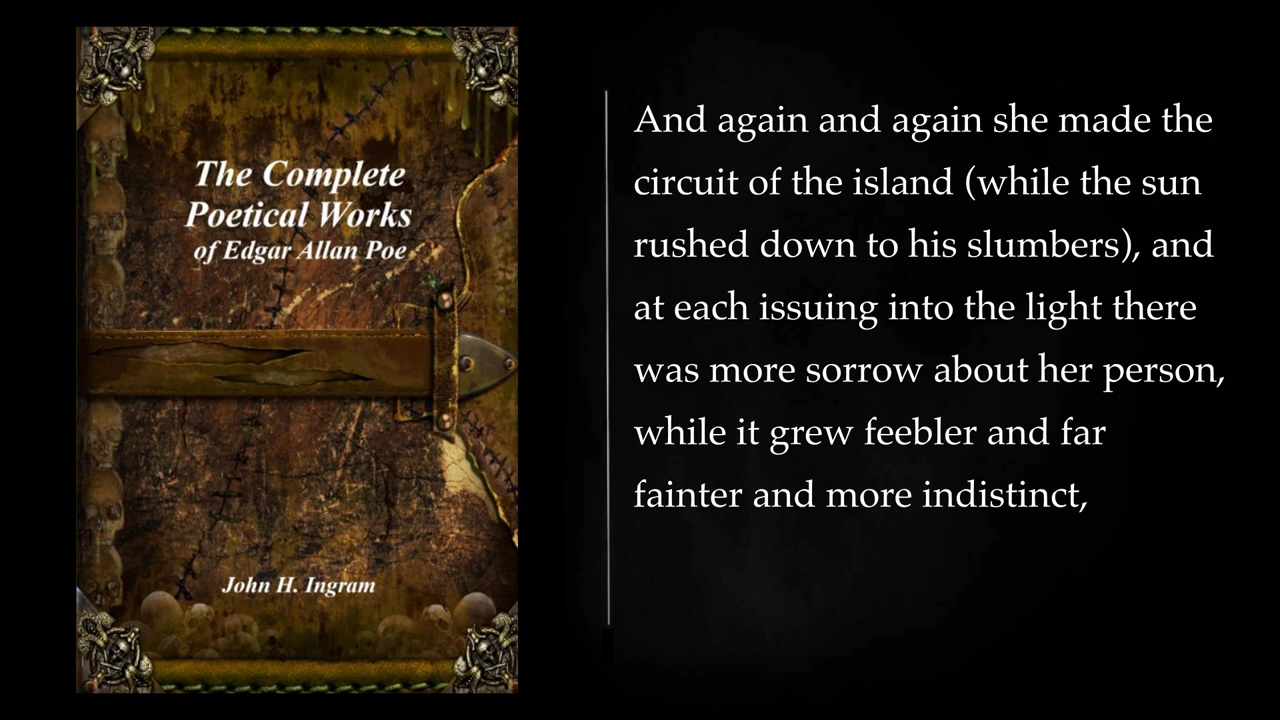 The Complete
Poetical Works
of Edgar Allan Poe
John H. Ingram
And again and again she made the
circuit of the island (while the sun
rushed down to his slumbers), and
at each issuing into the light there
was more sorrow about her person,
while it grew feebler and far
fainter and more indistinct,